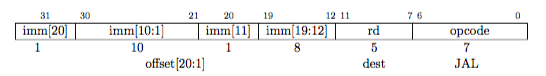 31 30 21 20 19 12 11 7 6 0
imm[20] imm[10:1] imm[11] imm[19:12] rd opcode
1 10 1 8 5 7
offset[20:1] dest JAL